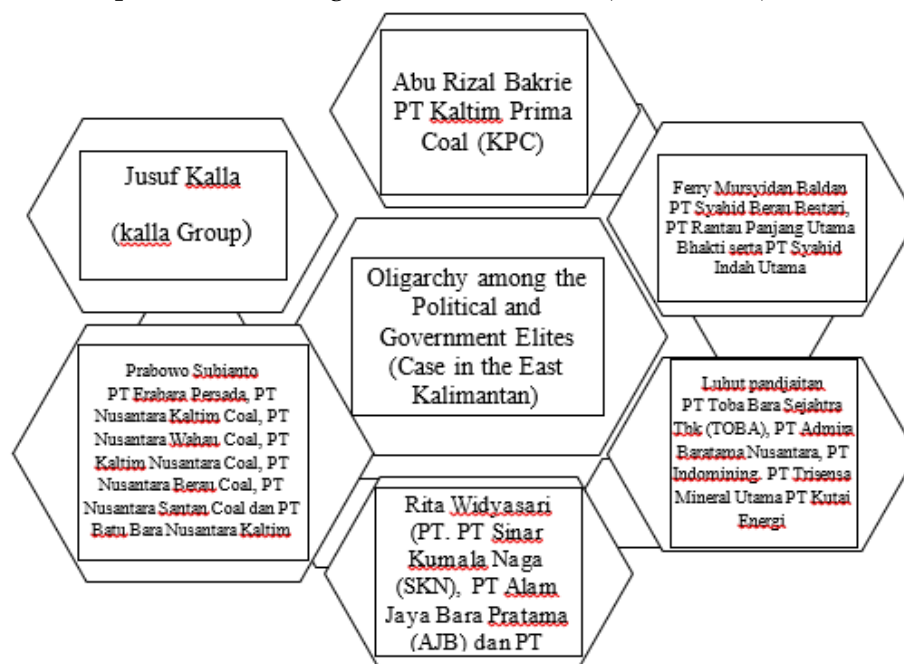 Abu Rizal Bakrie
PT Kaltim Prima
Coal (KPC)
Jusuf Kalla
(kalla Group)
Ferry Mursyidan Baldan
PT Syahid Berau Bestari,
PT Rantau Panjang Utama
Bhakti serta PT Syahid
Indah Utama
Oligarchy among the
Political and
Government Elites
(Case in the East
Kalimantan)
Prabowo Subianto
PT Erabara Persada, PT
Nusantara Kaltim Coal, PT
Nusantara Wahau Coal, PT
Kaltim Nusantara Coal, PT
Nusantara Berau Coal, PT
Nusantara Santan Coal dan PT
Batu Bara Nusantara Kaltim
Luhut pandjaitan
PT Toba Bara Sejahtra
Tbk (TOBA), PT Admira
Baratama Nusantara, PT
Indomining. PT Trisensa
Mineral Utama PT Kutai
Energi
Rita Widyasari
(PT. PT Sinar
Kumala Naga
(SKN), PT Alam
Jaya Bara Pratama
(AJB) dan PT